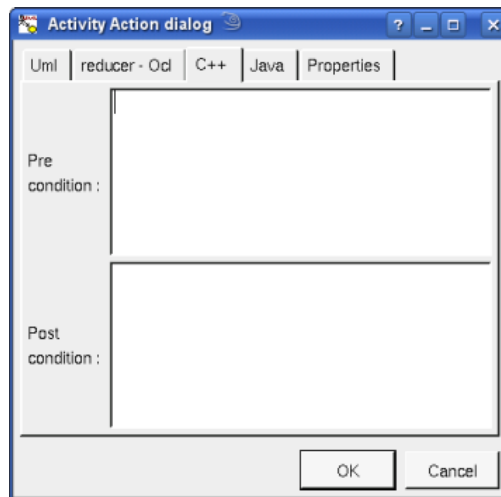 Activity Action dialog
Uml
reducer - Ocl
C++
Java
Properties
Pre
condition :
Post
condition :
OK
Cancel